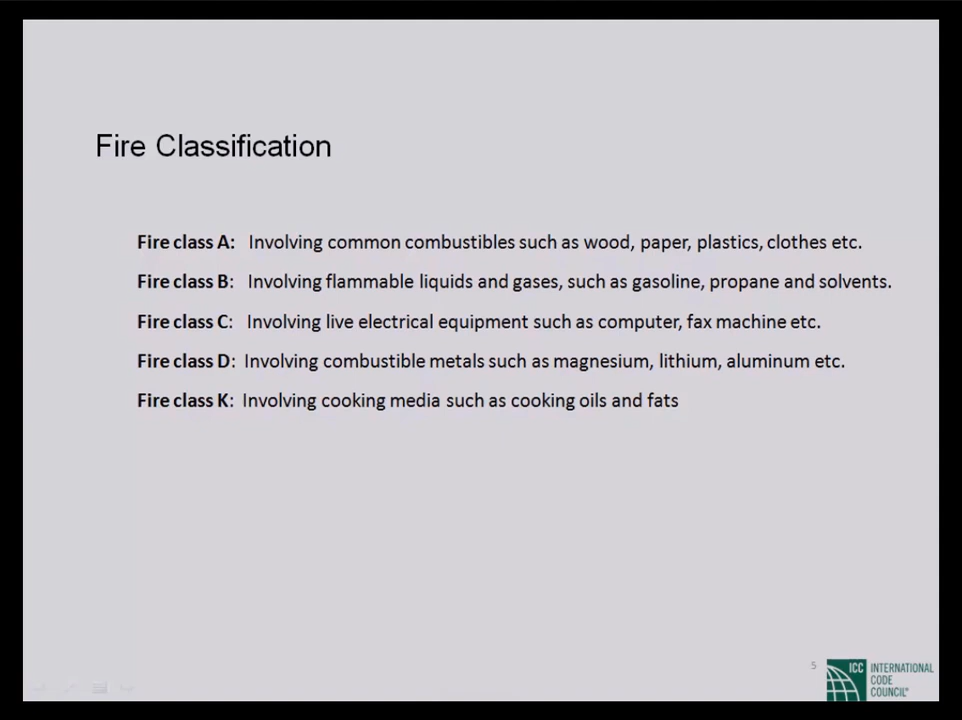 Fire Classification
Fire class A: Involving common combustibles such as wood, paper, plastics, clothes etc.
Fire class B: Involving flammable liquids and gases, such as gasoline, propane and solvents.
Fire class C: Involving live electrical equipment such as computer, fax machine etc.
Fire class D: Involving combustible metals such as magnesium, lithium, aluminum etc.
Fire class K: Involving cooking media such as cooking oils and fats
5
ICC
INTERNATIONAL
CODE
COUNCIL®